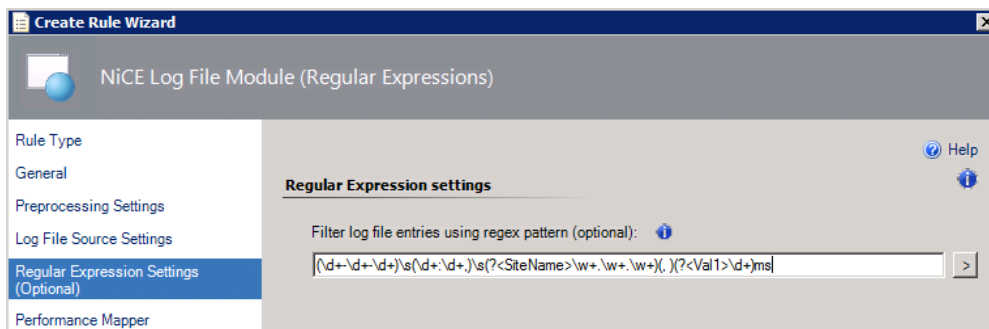 Create Rule Wizard
NiCE Log File Module (Regular Expressions)
Rule Type
General
Preprocessing Settings
Log File Source Settings
Regular Expression Settings
(Optional)
Performance Mapper
Help
Regular Expression settings
Filter log file entries using regex pattern (optional):
(\d+-\d+-\d+)\s(\d+:\d+,)\s(?<SiteName>\w+.\w+.\w+)(, )(?<Val1>\d+)ms
>